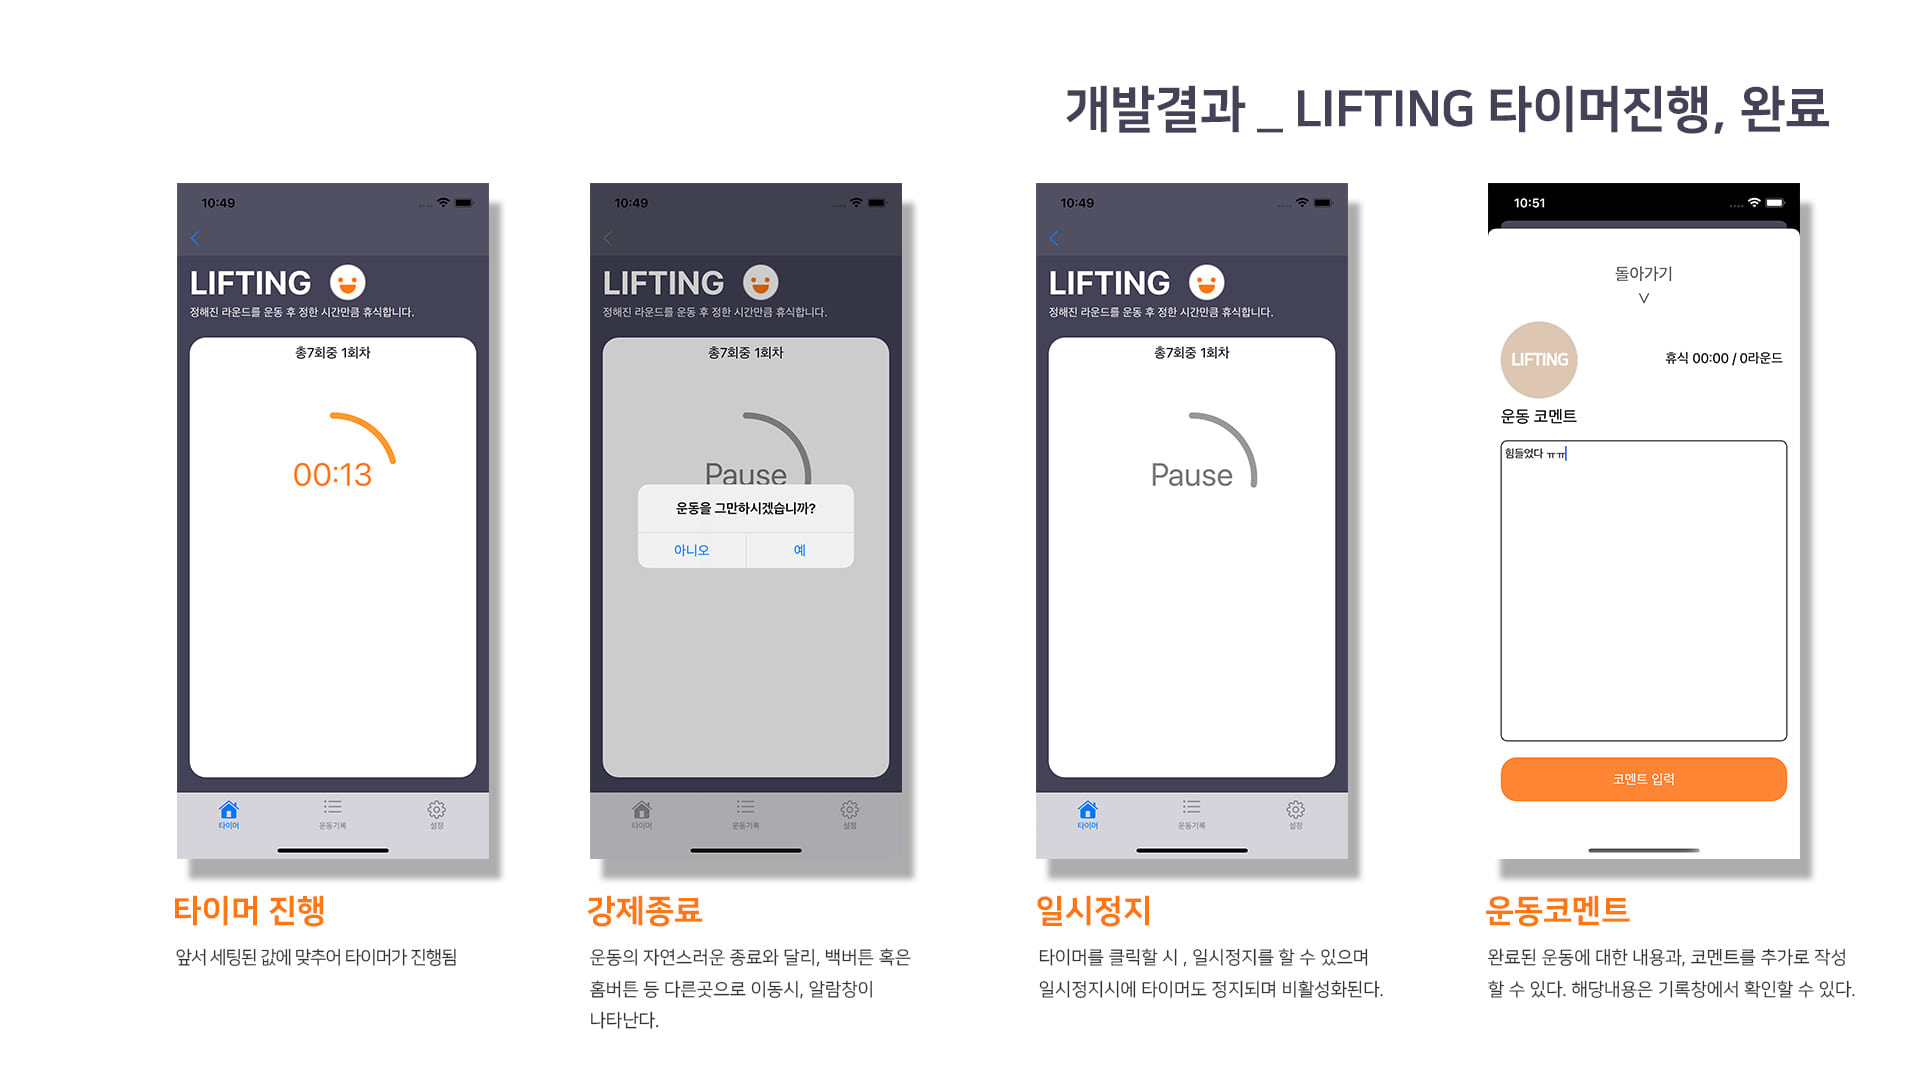 개발결과 _ LIFTING 타이머진행, 완료
10:49
LIFTING
정해진 라운드를 운동 후 정한 시간만큼 휴식합니다.
총7회중 1회차
00:13
타이머
운동기록
설정
타이머 진행
앞서 세팅된 값에 맞추어 타이머가 진행됨
10:49
LIFTING
정해진 라운드를 운동 후 정한 시간만큼 휴식합니다.
총7회중 1회차
Pause
운동을 그만하시겠습니까?
아니오
예
타이머
운동기록
설정
강제종료
운동의 자연스러운 종료와 달리, 백버튼 혹은
홈버튼 등 다른곳으로 이동시, 알람창이
나타난다.
10:49
LIFTING
정해진 라운드를 운동 후 정한 시간만큼 휴식합니다.
총7회중 1회차
Pause
타이머
운동기록
설정
일시정지
타이머를 클릭할 시 , 일시정지를 할 수 있으며
일시정지시에 타이머도 정지되며 비활성화된다.
10:51
돌아가기
LIFTING
휴식 00:00 / 0라운드
운동 코멘트
힘들었다 ㅠㅠ
코멘트 입력
운동코멘트
완료된 운동에 대한 내용과, 코멘트를 추가로 작성
할 수 있다. 해당내용은 기록창에서 확인할 수 있다.